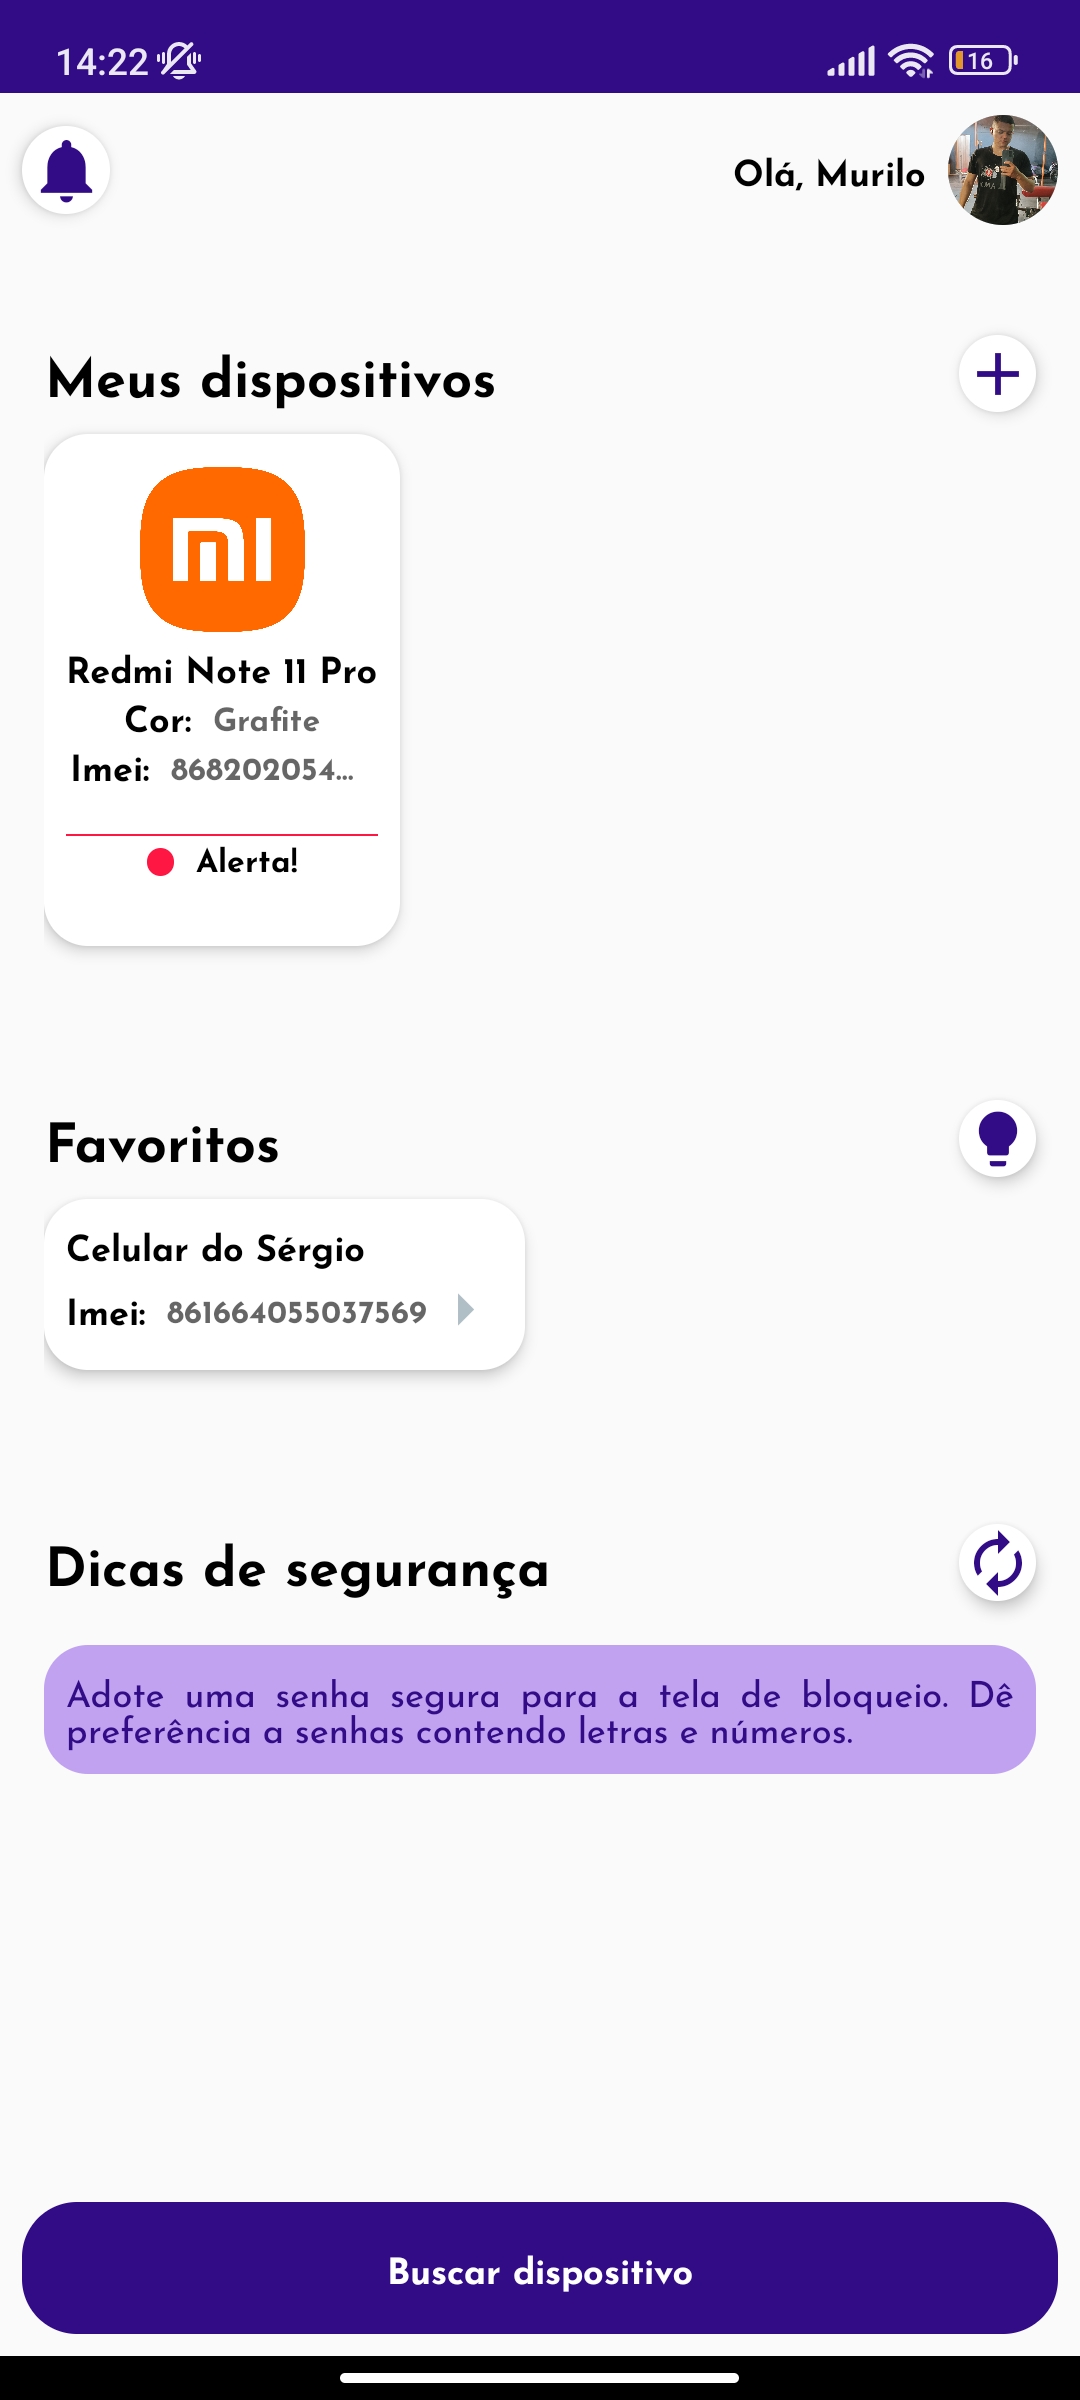 14:22
16
Olá, Murilo
Meus dispositivos
mi
Redmi Note 11 Pro
Cor: Grafite
Imei: 868202054...
Alerta!
Favoritos
Celular do Sérgio
Imei: 861664055037569
Dicas de segurança
Adote uma senha segura para a tela de bloqueio. Dê
preferência a senhas contendo letras e números.
Buscar dispositivo